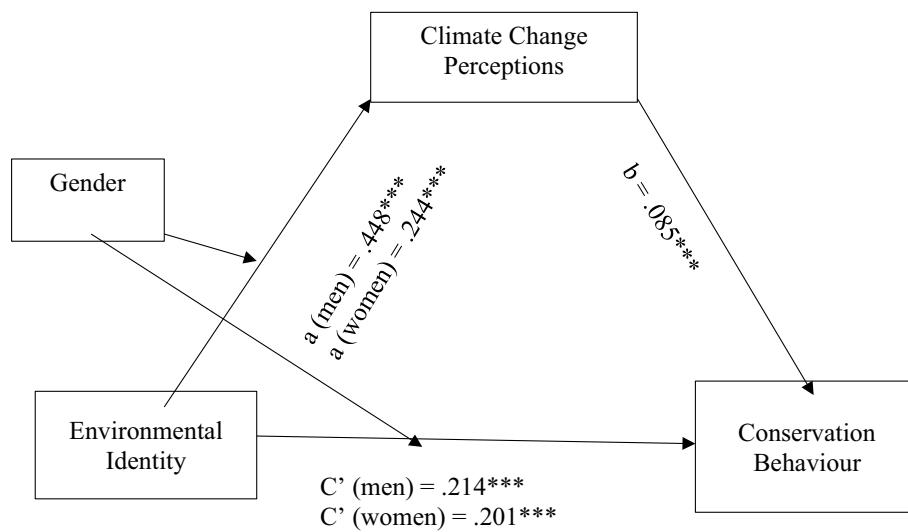 Climate Change
Perceptions
Gender
a (men) = .448***
a (women) = .244***
b = .085***
Environmental
Identity
Conservation
Behaviour
C’ (men) = .214***
C’ (women) = .201***